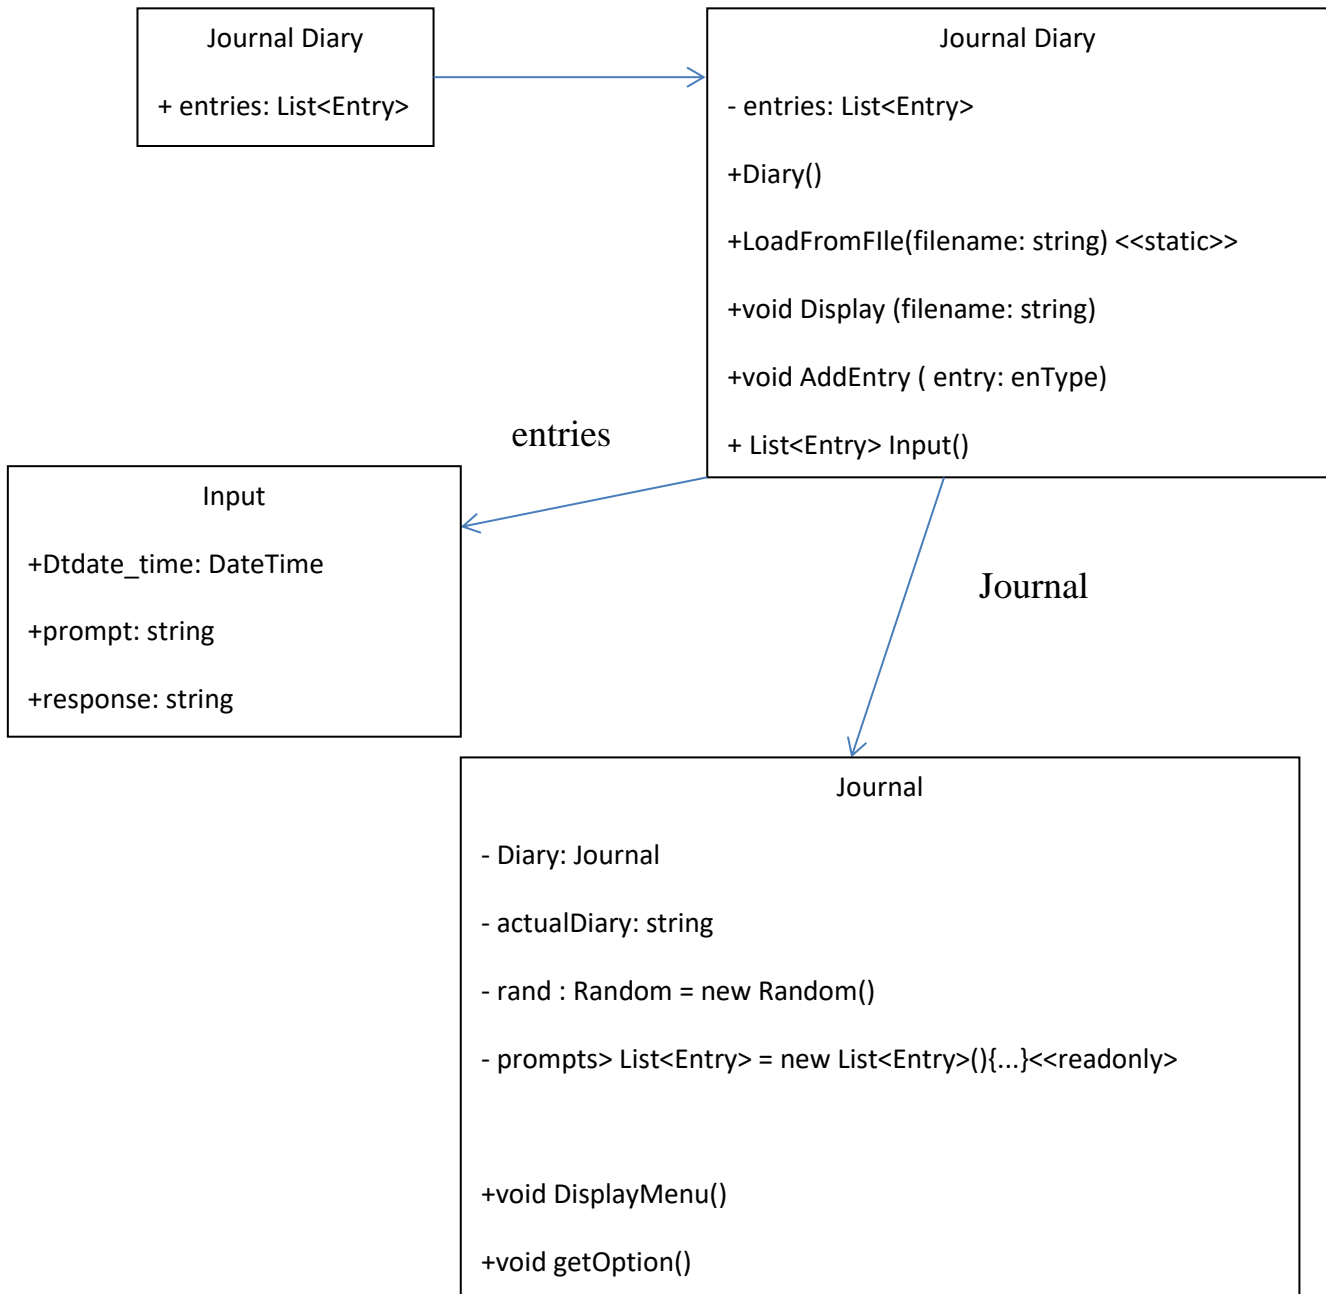 Journal Diary
+ entries: List<Entry>
Journal Diary
- entries: List<Entry>
+Diary()
+LoadFromFIle(filename: string) <<static>>
+void Display (filename: string)
+void AddEntry ( entry: enType)
+ List<Entry> Input()
entries
Input
+Dtdate_time: DateTime
+prompt: string
+response: string
Journal
Journal
- Diary: Journal
- actualDiary: string
- rand : Random = new Random()
- prompts> List<Entry> = new List<Entry>(){...}<<readonly>
+void DisplayMenu()
+void getOption()